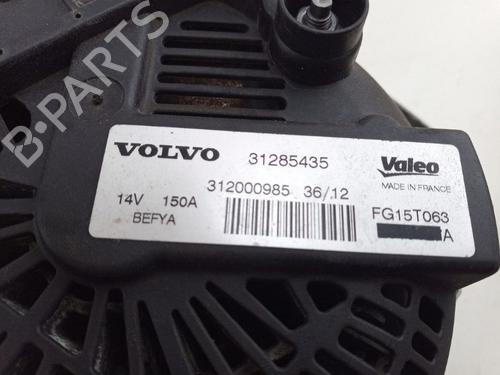 VOLVO 31285435 Valeo
312000985 36/12 MADE IN FRANCE
14V 150A FG15T063
BEFYA A
B-PARTS